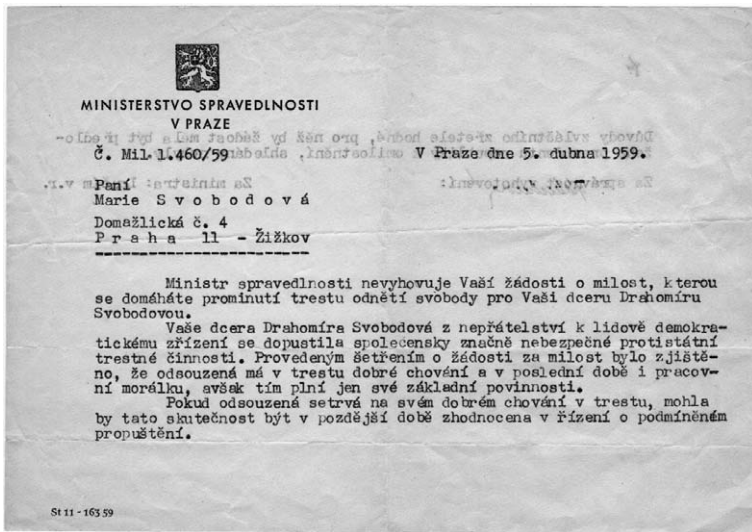 MINISTERSTVO SPRAVEDLNOSTI
V PRAZE
Č. Mil. 1.460/59 V Praze dne 5. dubna 1959.
Paní
Marie S v o b o d o v á
Domažlická č. 4
P r a h a 11 - Žižkov
Ministr spravedlnosti nevyhovuje Vaší žádosti o milost, kterou
se domáháte prominutí trestu odnětí svobody pro Vaši dceru Drahomíru
Svobodovou.
Vaše dcera Drahomíra Svobodová z nepřátelství k lidově demokra-
tickému zřízení se dopustila společensky značně nebezpečné protistátní
trestné činnosti. Provedeným šetřením o žádosti za milost bylo zjiště-
no, že odsouzená má v trestu dobré chování a v poslední době i pracov-
ní morálku, avšak tím plní jen své základní povinnosti.
Pokud odsouzená setrvá na svém dobrém chování v trestu, mohla
by tato skutečnost být v pozdější době zhodnocena v řízení o podmíněném
propuštění.
St 11 - 163 59